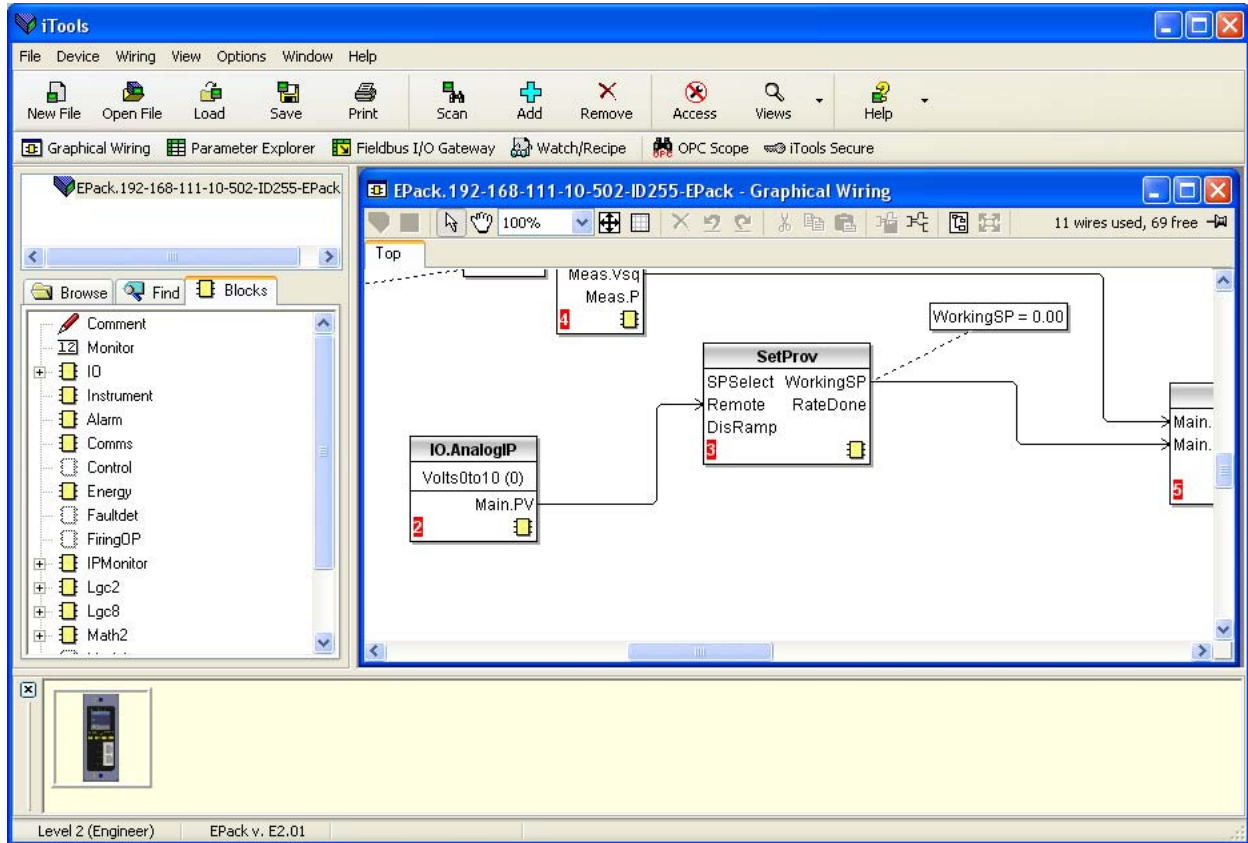 iTools
File Device Wiring View Options Window Help
New File Open File Load Save Print Scan Add Remove Access Views Help
Graphical Wiring Parameter Explorer Fieldbus I/O Gateway Watch/Recipe OPC Scope iTools Secure
EPack.192-168-111-10-502-ID255-EPack
Browse Find Blocks
Comment
12 Monitor
IO
Instrument
Alarm
Comms
Control
Energy
Faultdet
FiringOP
IPMonitor
Lgc2
Lgc8
Math2
EPack.192-168-111-10-502-ID255-EPack - Graphical Wiring
100% 11 wires used, 69 free
Top
Meas.Vsq
Meas.P
4
WorkingSP = 0.00
SetProv
SPSelect WorkingSP
Remote RateDone
DisRamp
3
IO.AnalogIP
Volts0to10 (0)
Main.PV
2
Main.
Main.
5
Level 2 (Engineer) EPack v. E2.01